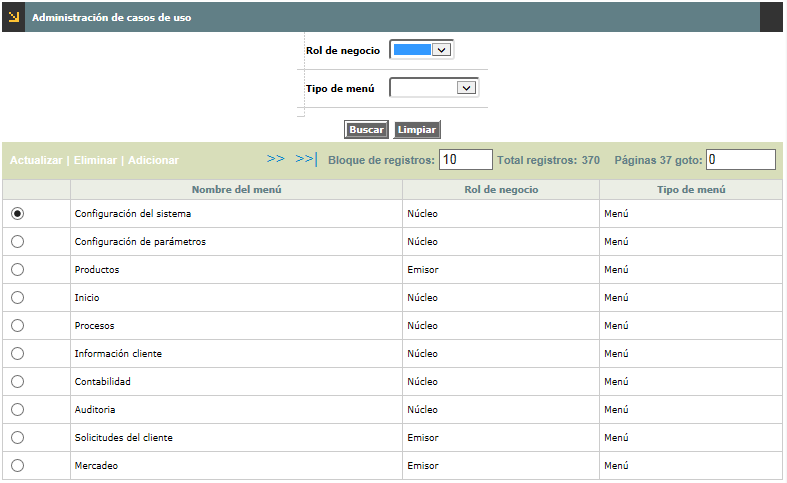 Administración de casos de uso
Rol de negocio
Tipo de menú
Buscar Limpiar
Actualizar | Eliminar | Adicionar >> >>| Bloque de registros: 10 Total registros: 370 Páginas 37 goto: 0
Nombre del menú Rol de negocio Tipo de menú
Configuración del sistema Núcleo Menú
Configuración de parámetros Núcleo Menú
Productos Emisor Menú
Inicio Núcleo Menú
Procesos Núcleo Menú
Información cliente Núcleo Menú
Contabilidad Núcleo Menú
Auditoria Núcleo Menú
Solicitudes del cliente Emisor Menú
Mercadeo Emisor Menú